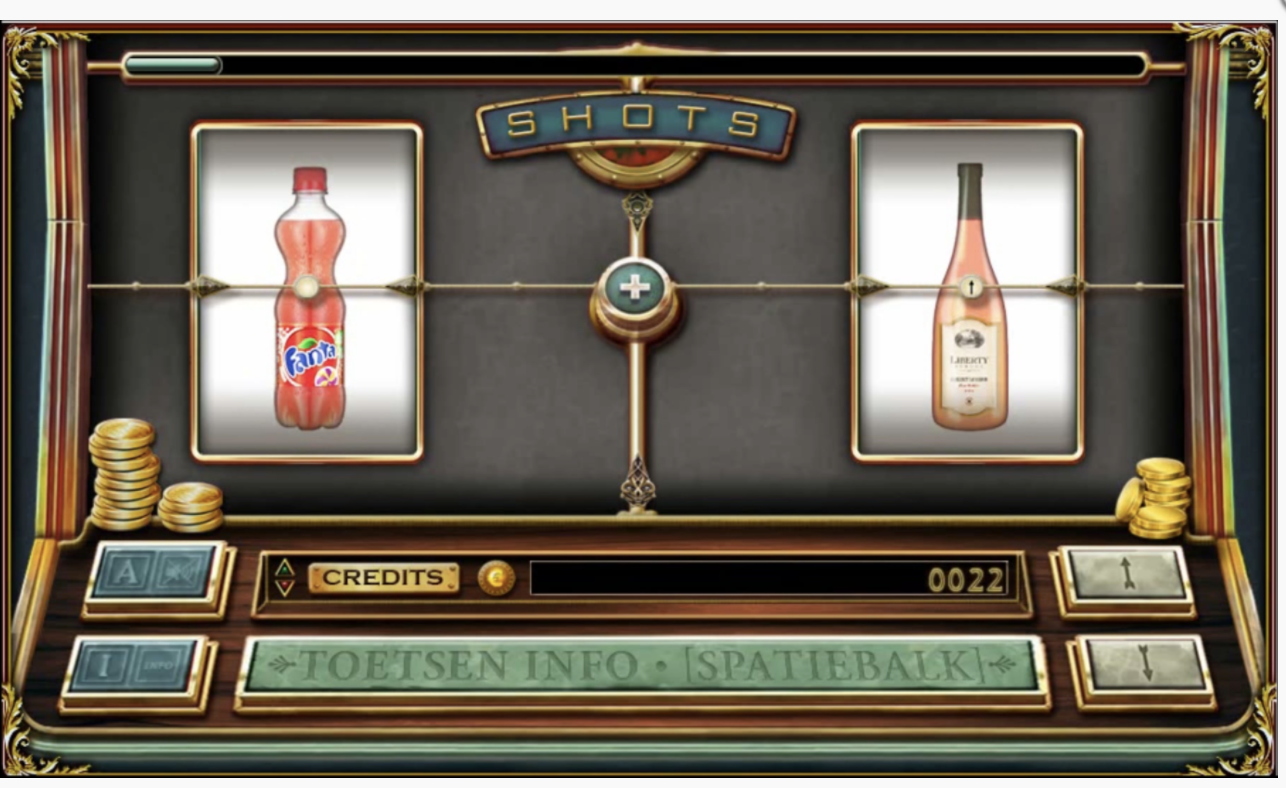 SHOTS
Fanta
LIBERTY
A
CREDITS
0022
I INFO
TOETSEN INFO • [SPATIEBALK]